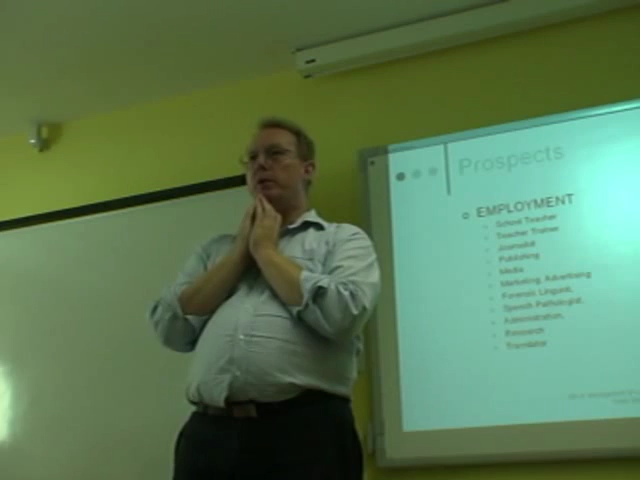 Prospects
EMPLOYMENT
School Teacher
Teacher Trainer
Journalist
Publishing
Media
Marketing, Advertising
Forensic Linguist,
Speech Pathologist,
Administration,
Research
Translator